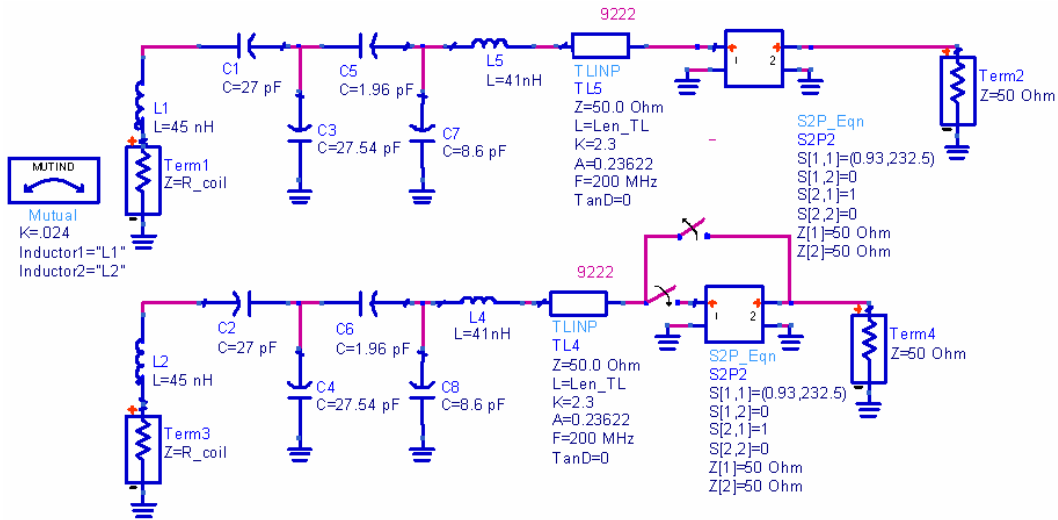 9222
C1
C=27 pF
C5
C=1.96 pF
L5
L=41nH
TLINP
TL5
Z=50.0 Ohm
L=Len_TL
K=2.3
A=0.23622
F=200 MHz
TanD=0
1
2
Term2
Z=50 Ohm
L1
L=45 nH
C3
C=27.54 pF
C7
C=8.6 pF
S2P_Eqn
S2P2
S[1,1]=(0.93,232.5)
S[1,2]=0
S[2,1]=1
S[2,2]=0
Z[1]=50 Ohm
Z[2]=50 Ohm
Term1
Z=R_coil
MUTIND
Mutual
K=.024
Inductor1="L1"
Inductor2="L2"
9222
C2
C=27 pF
C6
C=1.96 pF
L4
L=41nH
TLINP
TL4
Z=50.0 Ohm
L=Len_TL
K=2.3
A=0.23622
F=200 MHz
TanD=0
1
2
Term4
Z=50 Ohm
L2
L=45 nH
C4
C=27.54 pF
C8
C=8.6 pF
S2P_Eqn
S2P2
S[1,1]=(0.93,232.5)
S[1,2]=0
S[2,1]=1
S[2,2]=0
Z[1]=50 Ohm
Z[2]=50 Ohm
Term3
Z=R_coil